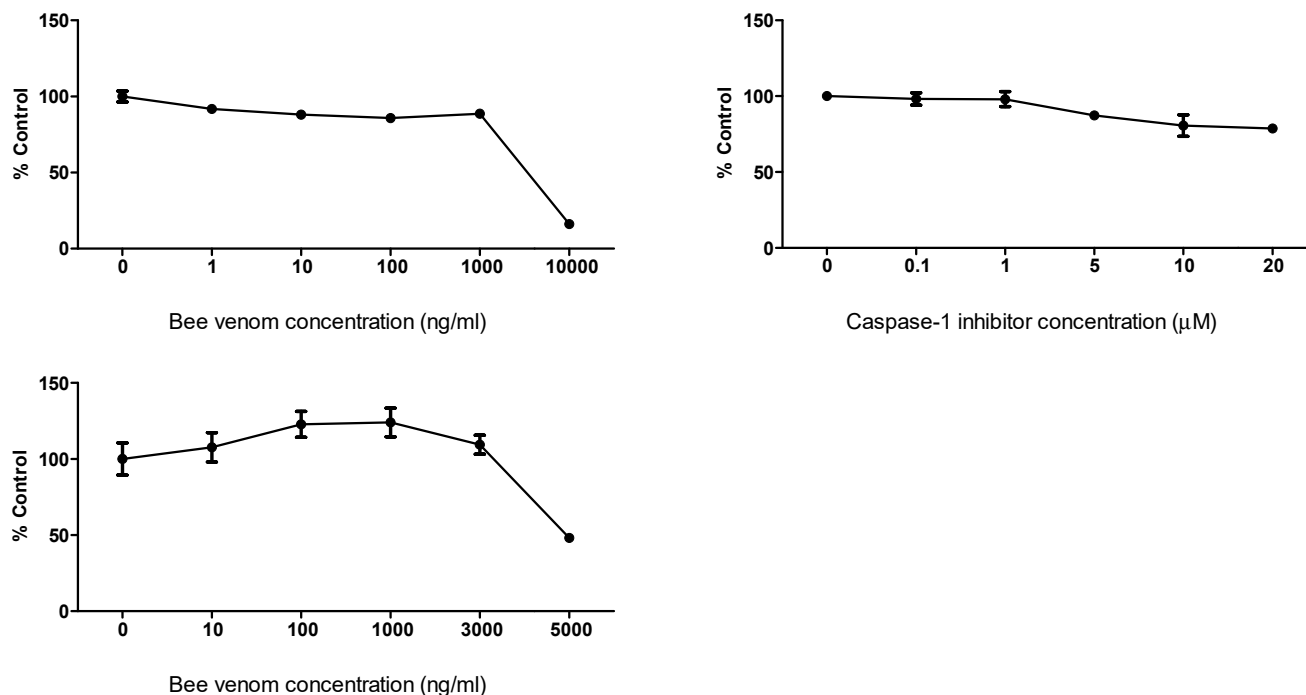 150
100
50
0
% Control
0 1 10 100 1000 10000
Bee venom concentration (ng/ml)
150
100
50
0
% Control
0 0.1 1 5 10 20
Caspase-1 inhibitor concentration (μM)
150
100
50
0
% Control
0 10 100 1000 3000 5000
Bee venom concentration (ng/ml)